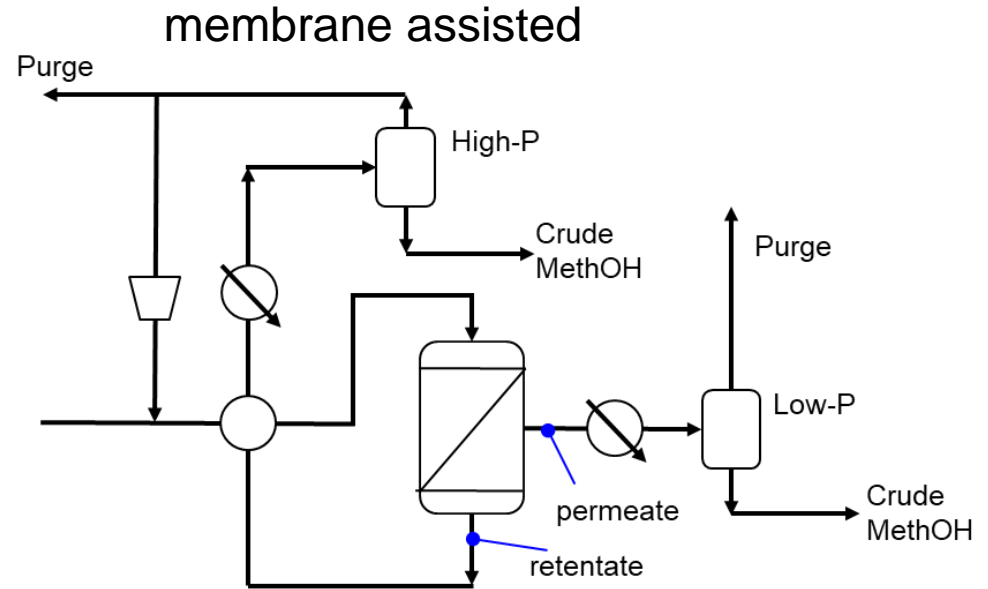 membrane assisted
Purge
High-P
Crude
MethOH
Purge
Low-P
permeate
Crude
MethOH
retentate